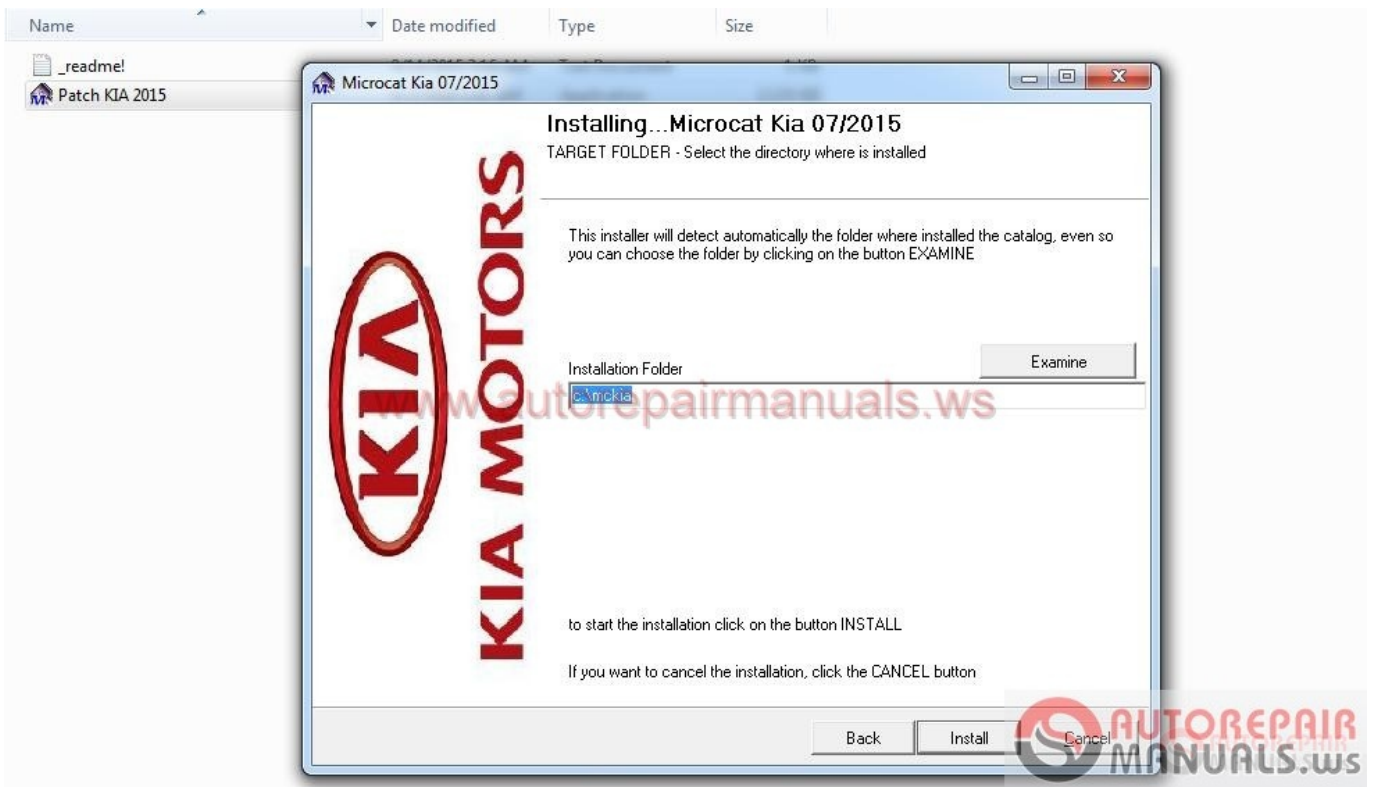 Name Date modified Type Size
_readme!
Patch KIA 2015
Microcat Kia 07/2015
Installing...Microcat Kia 07/2015
TARGET FOLDER - Select the directory where is installed
This installer will detect automatically the folder where installed the catalog, even so
you can choose the folder by clicking on the button EXAMINE
KIA
KIA MOTORS
Examine
Installation Folder
c:\mckia
www.autorepairmanuals.ws
to start the installation click on the button INSTALL
If you want to cancel the installation, click the CANCEL button
Back Install Cancel
AUTOREPAIR
MANUALS.ws